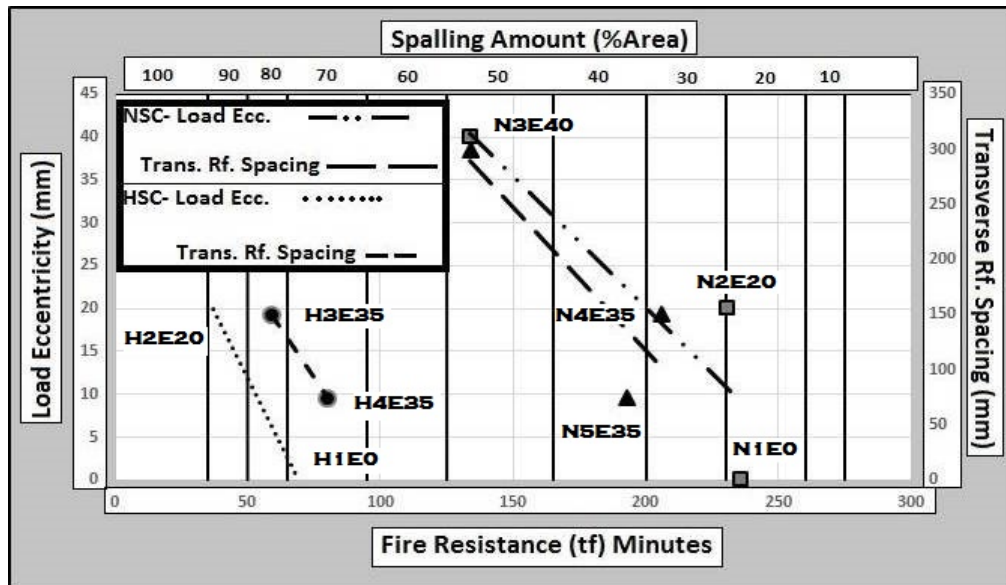 Spalling Amount (%Area)
100 90 80 70 60 50 40 30 20 10
Load Eccentricity (mm)
45
40
35
30
25
20
15
10
5
0
NSC- Load Ecc.
Trans. Rf. Spacing
HSC- Load Ecc.
Trans. Rf. Spacing
N3E40
N2E20
N4E35
H3E35
H2E20
H4E35
N5E35
H1E0
N1E0
350
300
250
200
150
100
50
0
Transverse Rf. Spacing (mm)
0 50 100 150 200 250 300
Fire Resistance (tf) Minutes